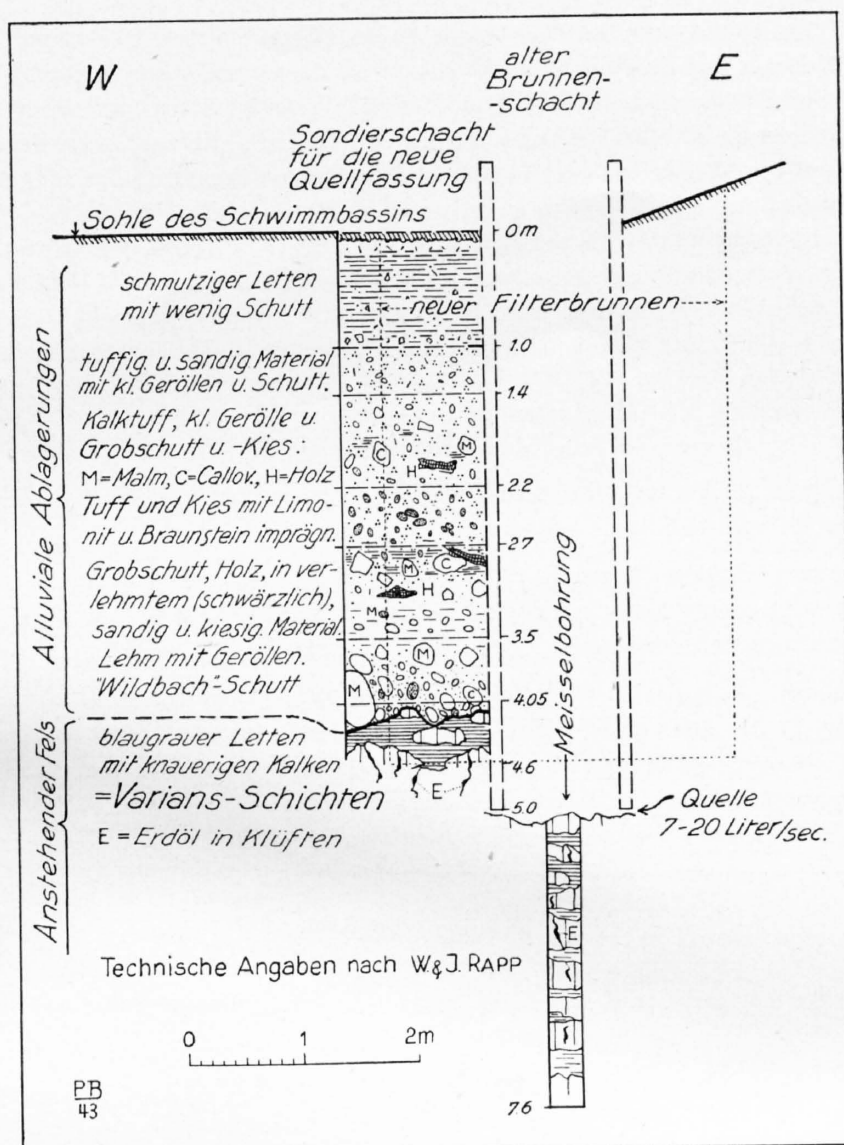 W
alter
Brunnen-
-schacht
E
Sondierschacht
für die neue
Quellfassung
Sohle des Schwimmbassins
0m
schmutziger Letten
mit wenig Schutt
neuer Filterbrunnen
1.0
tuffig. u. sandig Material
mit kl. Geröllen u. Schutt.
1.4
Kalktuff, kl. Gerölle u.
Grobschutt u. -Kies:
M=Malm, C=Callov., H=Holz
M
C
H
2.2
Tuff und Kies mit Limo-
nit u. Braunstein imprägn.
2.7
Grobschutt, Holz, in ver-
lehmtem (schwärzlich),
sandig u. kiesig. Material.
C
M
H
M
3.5
Lehm mit Geröllen.
"Wildbach"-Schutt
M
M
C
4.05
Alluviale Ablagerungen
Meisselbohrung
blaugrauer Letten
mit knauerigen Kalken
=Varians-Schichten
4.6
E
5.0
Quelle
7-20 Liter/sec.
E = Erdöl in Klüften
Anstehender Fels
E
Technische Angaben nach W.&J. RAPP
0 1 2m
PB
43
7.6